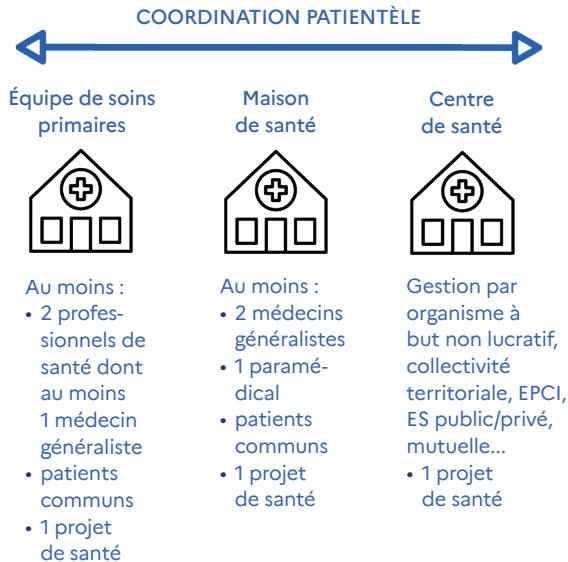 COORDINATION PATIENTÈLE
Équipe de soins
primaires
Au moins :
• 2 profes-
sionnels de
santé dont
au moins
1 médecin
généraliste
• patients
communs
• 1 projet
de santé
Maison
de santé
Au moins :
• 2 médecins
généralistes
• 1 paramé-
dical
• patients
communs
• 1 projet
de santé
Centre
de santé
Gestion par
organisme à
but non lucratif,
collectivité
territoriale, EPCI,
ES public/privé,
mutuelle...
• 1 projet
de santé